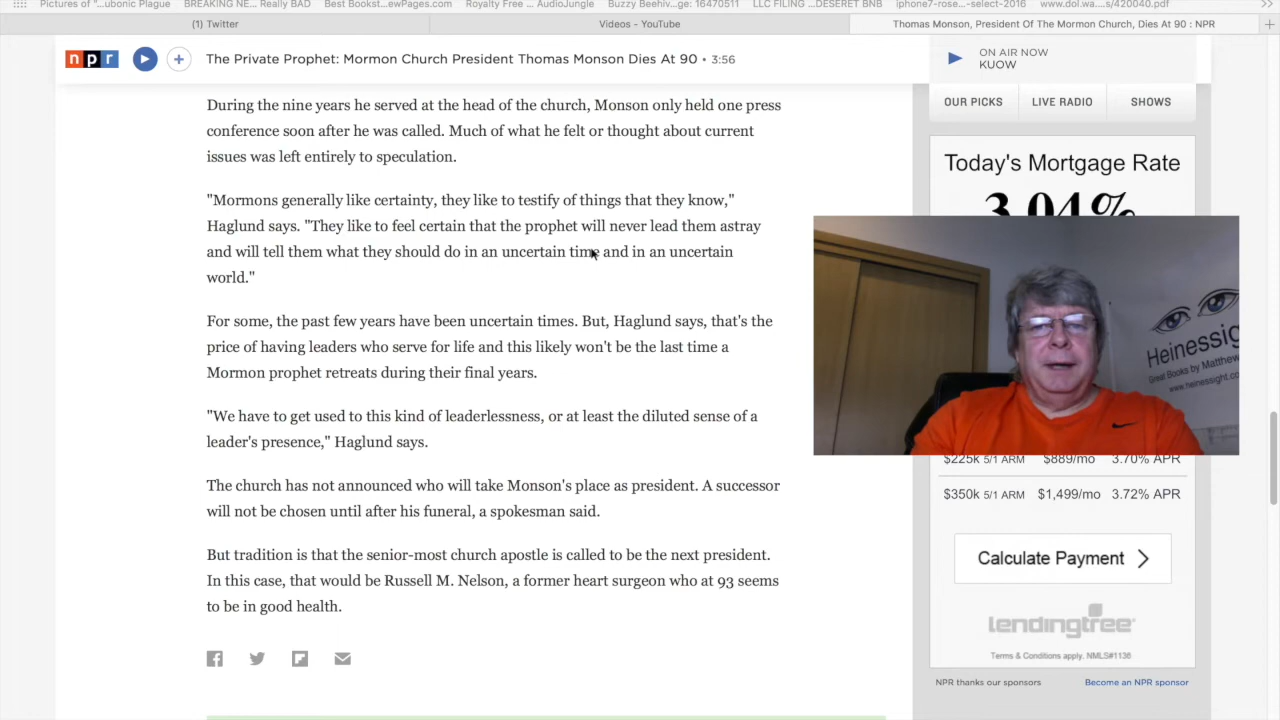 Pictures of "...ubonic Plague
BREAKING NE... Really BAD
Best Bookst...ewPages.com
Royalty Free ... AudioJungle
Buzzy Beehiv...ge: 16470511
LLC FILING ...DESERET BNB
iphone7-rose...-select-2016
www.dol.wa....s/420040.pdf
(1) Twitter
Videos - YouTube
Thomas Monson, President Of The Mormon Church, Dies At 90 : NPR
npr
The Private Prophet: Mormon Church President Thomas Monson Dies At 90 • 3:56
During the nine years he served at the head of the church, Monson only held one press
conference soon after he was called. Much of what he felt or thought about current
issues was left entirely to speculation.
"Mormons generally like certainty, they like to testify of things that they know,"
Haglund says. "They like to feel certain that the prophet will never lead them astray
and will tell them what they should do in an uncertain time and in an uncertain
world."
For some, the past few years have been uncertain times. But, Haglund says, that's the
price of having leaders who serve for life and this likely won't be the last time a
Mormon prophet retreats during their final years.
"We have to get used to this kind of leaderlessness, or at least the diluted sense of a
leader's presence," Haglund says.
The church has not announced who will take Monson's place as president. A successor
will not be chosen until after his funeral, a spokesman said.
But tradition is that the senior-most church apostle is called to be the next president.
In this case, that would be Russell M. Nelson, a former heart surgeon who at 93 seems
to be in good health.
ON AIR NOW
KUOW
OUR PICKS
LIVE RADIO
SHOWS
Today's Mortgage Rate
3.04%
Heinessig
Great Books by Matthew
www.heinessight.co
$225k 5/1 ARM $889/mo 3.70% APR
$350k 5/1 ARM $1,499/mo 3.72% APR
Calculate Payment
lendingtree
Terms & Conditions apply. NMLS#1136
NPR thanks our sponsors
Become an NPR sponsor